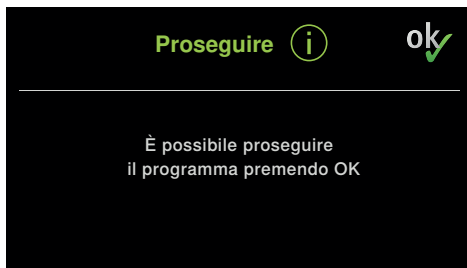 Proseguire i ok
È possibile proseguire
il programma premendo OK